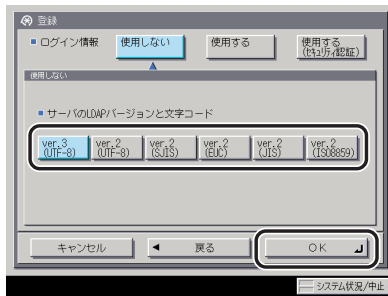 登録
ログイン情報 使用しない 使用する 使用する
(セキュリティ認証)
使用しない
サーバのLDAPバージョンと文字コード
ver.3 ver.2 ver.2 ver.2 ver.2 ver.2
(UTF-8) (UTF-8) (SJIS) (EUC) (JIS) (ISO8859)
キャンセル 戻る OK
システム状況/中止